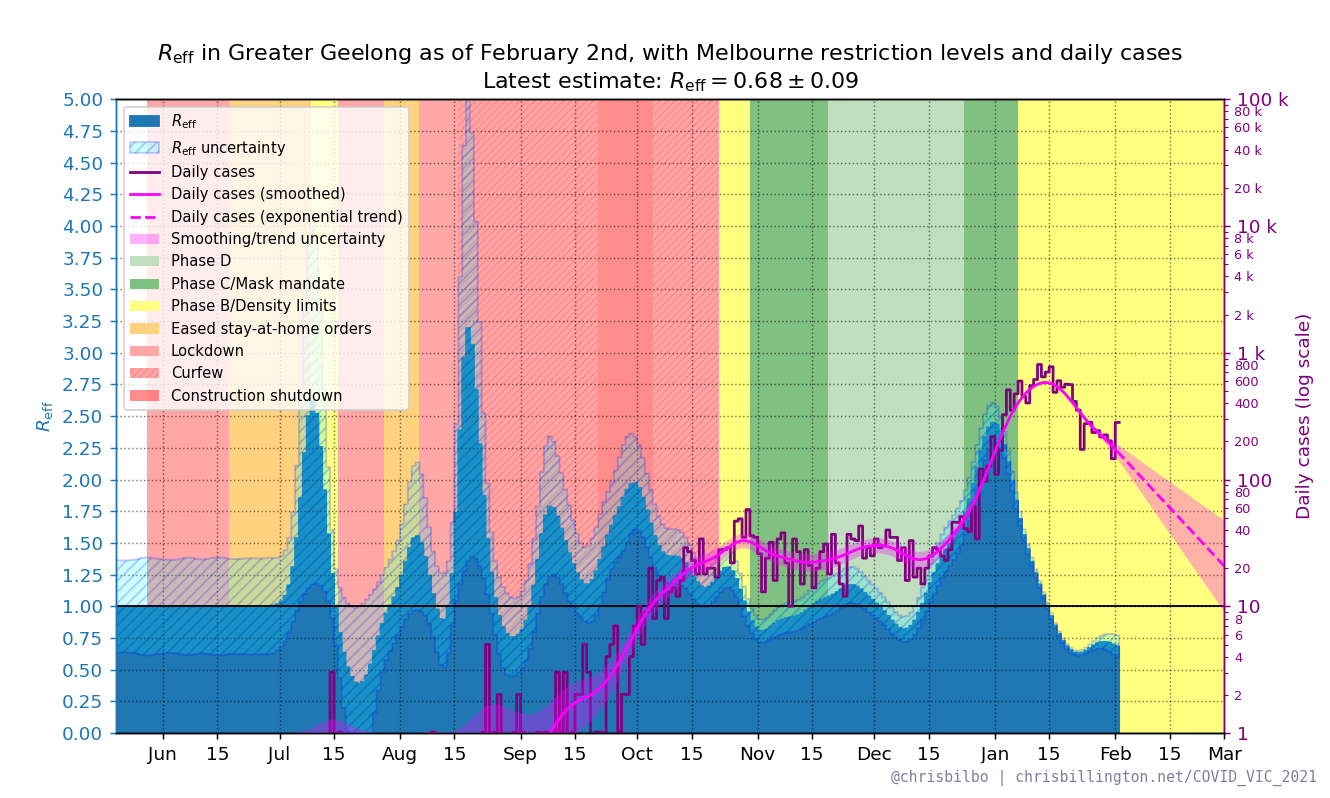 R_eff in Greater Geelong as of February 2nd, with Melbourne restriction levels and daily cases
Latest estimate: R_eff = 0.68 ± 0.09
R_eff
R_eff uncertainty
Daily cases
Daily cases (smoothed)
Daily cases (exponential trend)
Smoothing/trend uncertainty
Phase D
Phase C/Mask mandate
Phase B/Density limits
Eased stay-at-home orders
Lockdown
Curfew
Construction shutdown
5.00
4.75
4.50
4.25
4.00
3.75
3.50
3.25
3.00
2.75
2.50
2.25
2.00
1.75
1.50
1.25
1.00
0.75
0.50
0.25
0.00
R_eff
100 k
80 k
60 k
40 k
20 k
10 k
8 k
6 k
4 k
2 k
1 k
800
600
400
200
100
80
60
40
20
10
8
6
4
2
1
Daily cases (log scale)
Jun 15 Jul 15 Aug 15 Sep 15 Oct 15 Nov 15 Dec 15 Jan 15 Feb 15 Mar
@chrisbilbo | chrisbillington.net/COVID_VIC_2021